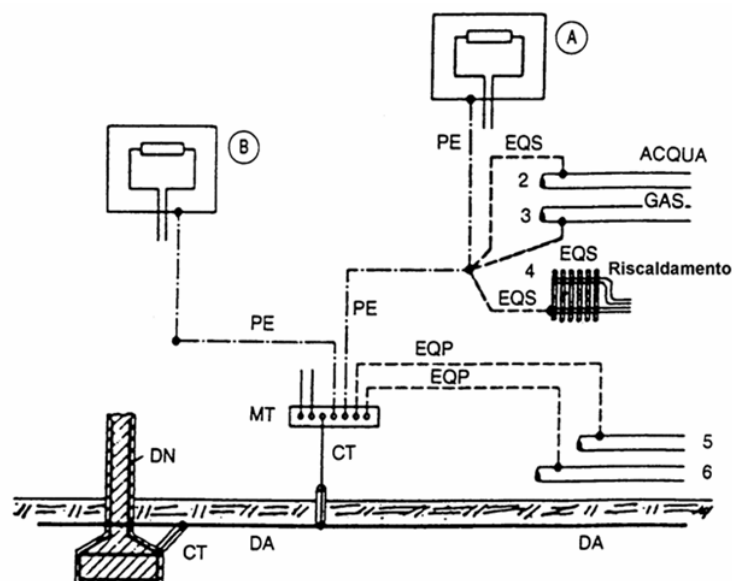 A
B
PE
EQS
ACQUA
2
3
GAS
4
EQS
Riscaldamento
EQS
PE
PE
EQP
EQP
MT
CT
DN
5
6
CT
DA
DA